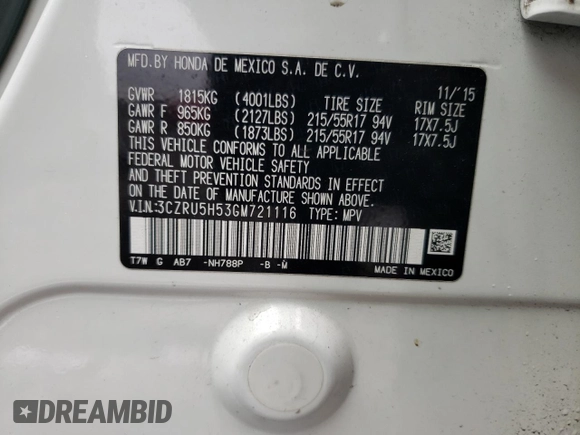 MFD.BY HONDA DE MEXICO S.A. DE C.V.
11/'15
GVWR 1815KG (4001LBS) TIRE SIZE RIM SIZE
GAWR F 965KG (2127LBS) 215/55R17 94V 17X7.5J
GAWR R 850KG (1873LBS) 215/55R17 94V 17X7.5J
THIS VEHICLE CONFORMS TO ALL APPLICABLE
FEDERAL MOTOR VEHICLE SAFETY
AND THEFT PREVENTION STANDARDS IN EFFECT
ON THE DATE OF MANUFACTURE SHOWN ABOVE.
V.I.N.:3CZRU5H53GM721116 TYPE: MPV
T7W G AB7 -NH788P -B -M
MADE IN MEXICO
DREAMBID